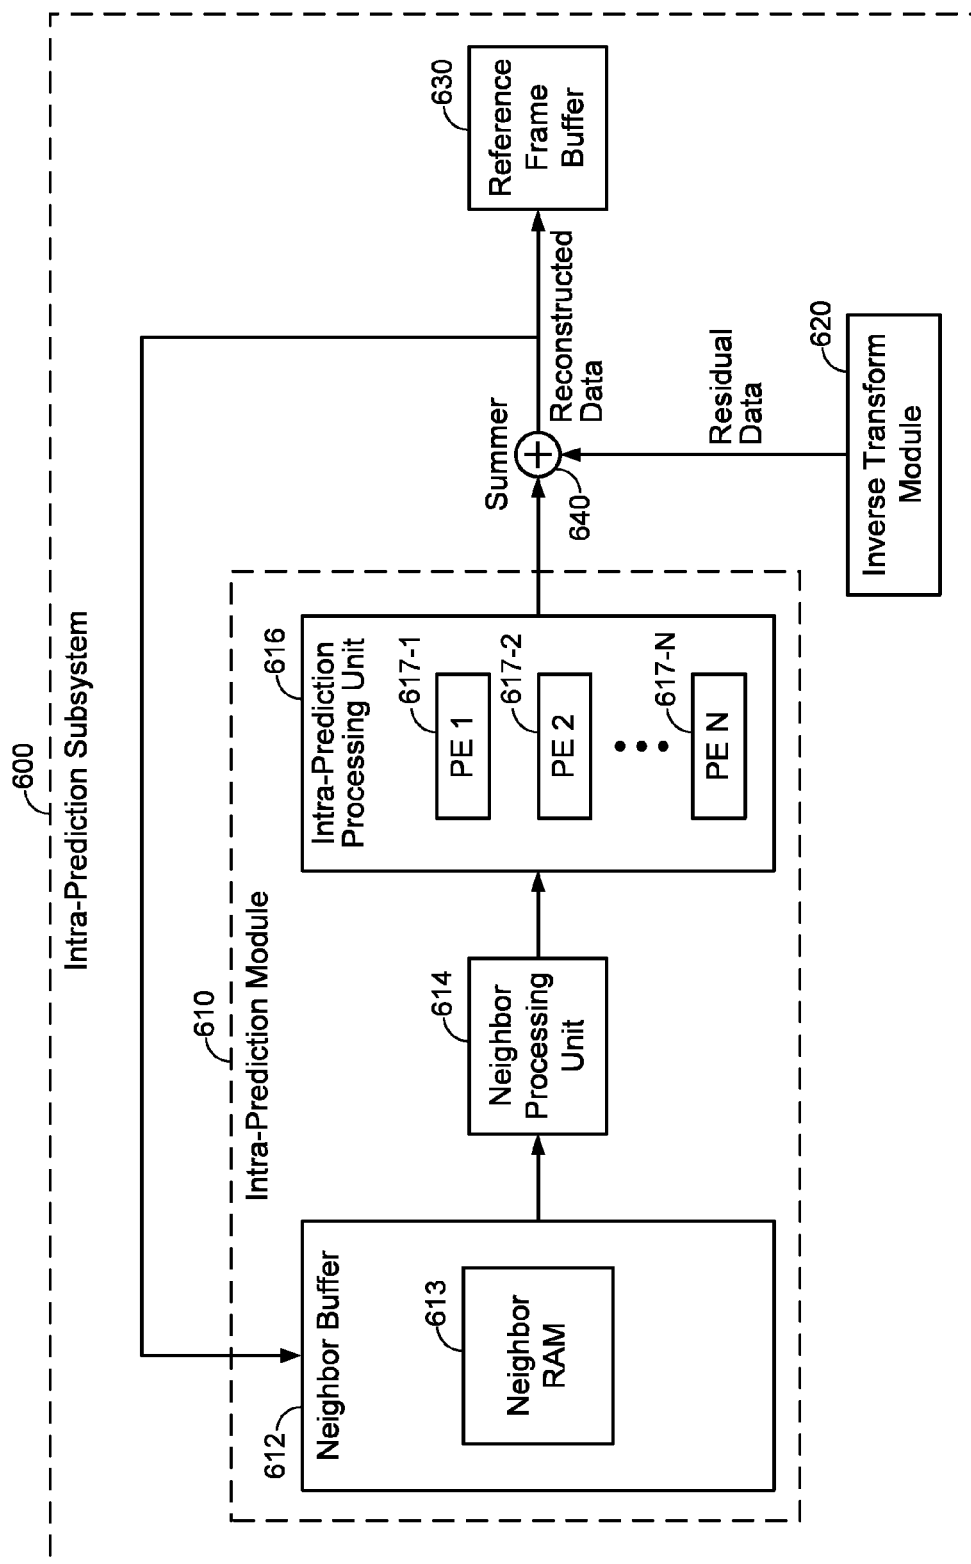 600
Intra-Prediction Subsystem
610
Intra-Prediction Module
612
Neighbor Buffer
613
Neighbor
RAM
614
Neighbor
Processing
Unit
616
Intra-Prediction
Processing Unit
617-1
PE 1
617-2
PE 2
617-N
PE N
Summer
640
Reconstructed
Data
Residual
Data
620
Inverse Transform
Module
630
Reference
Frame
Buffer